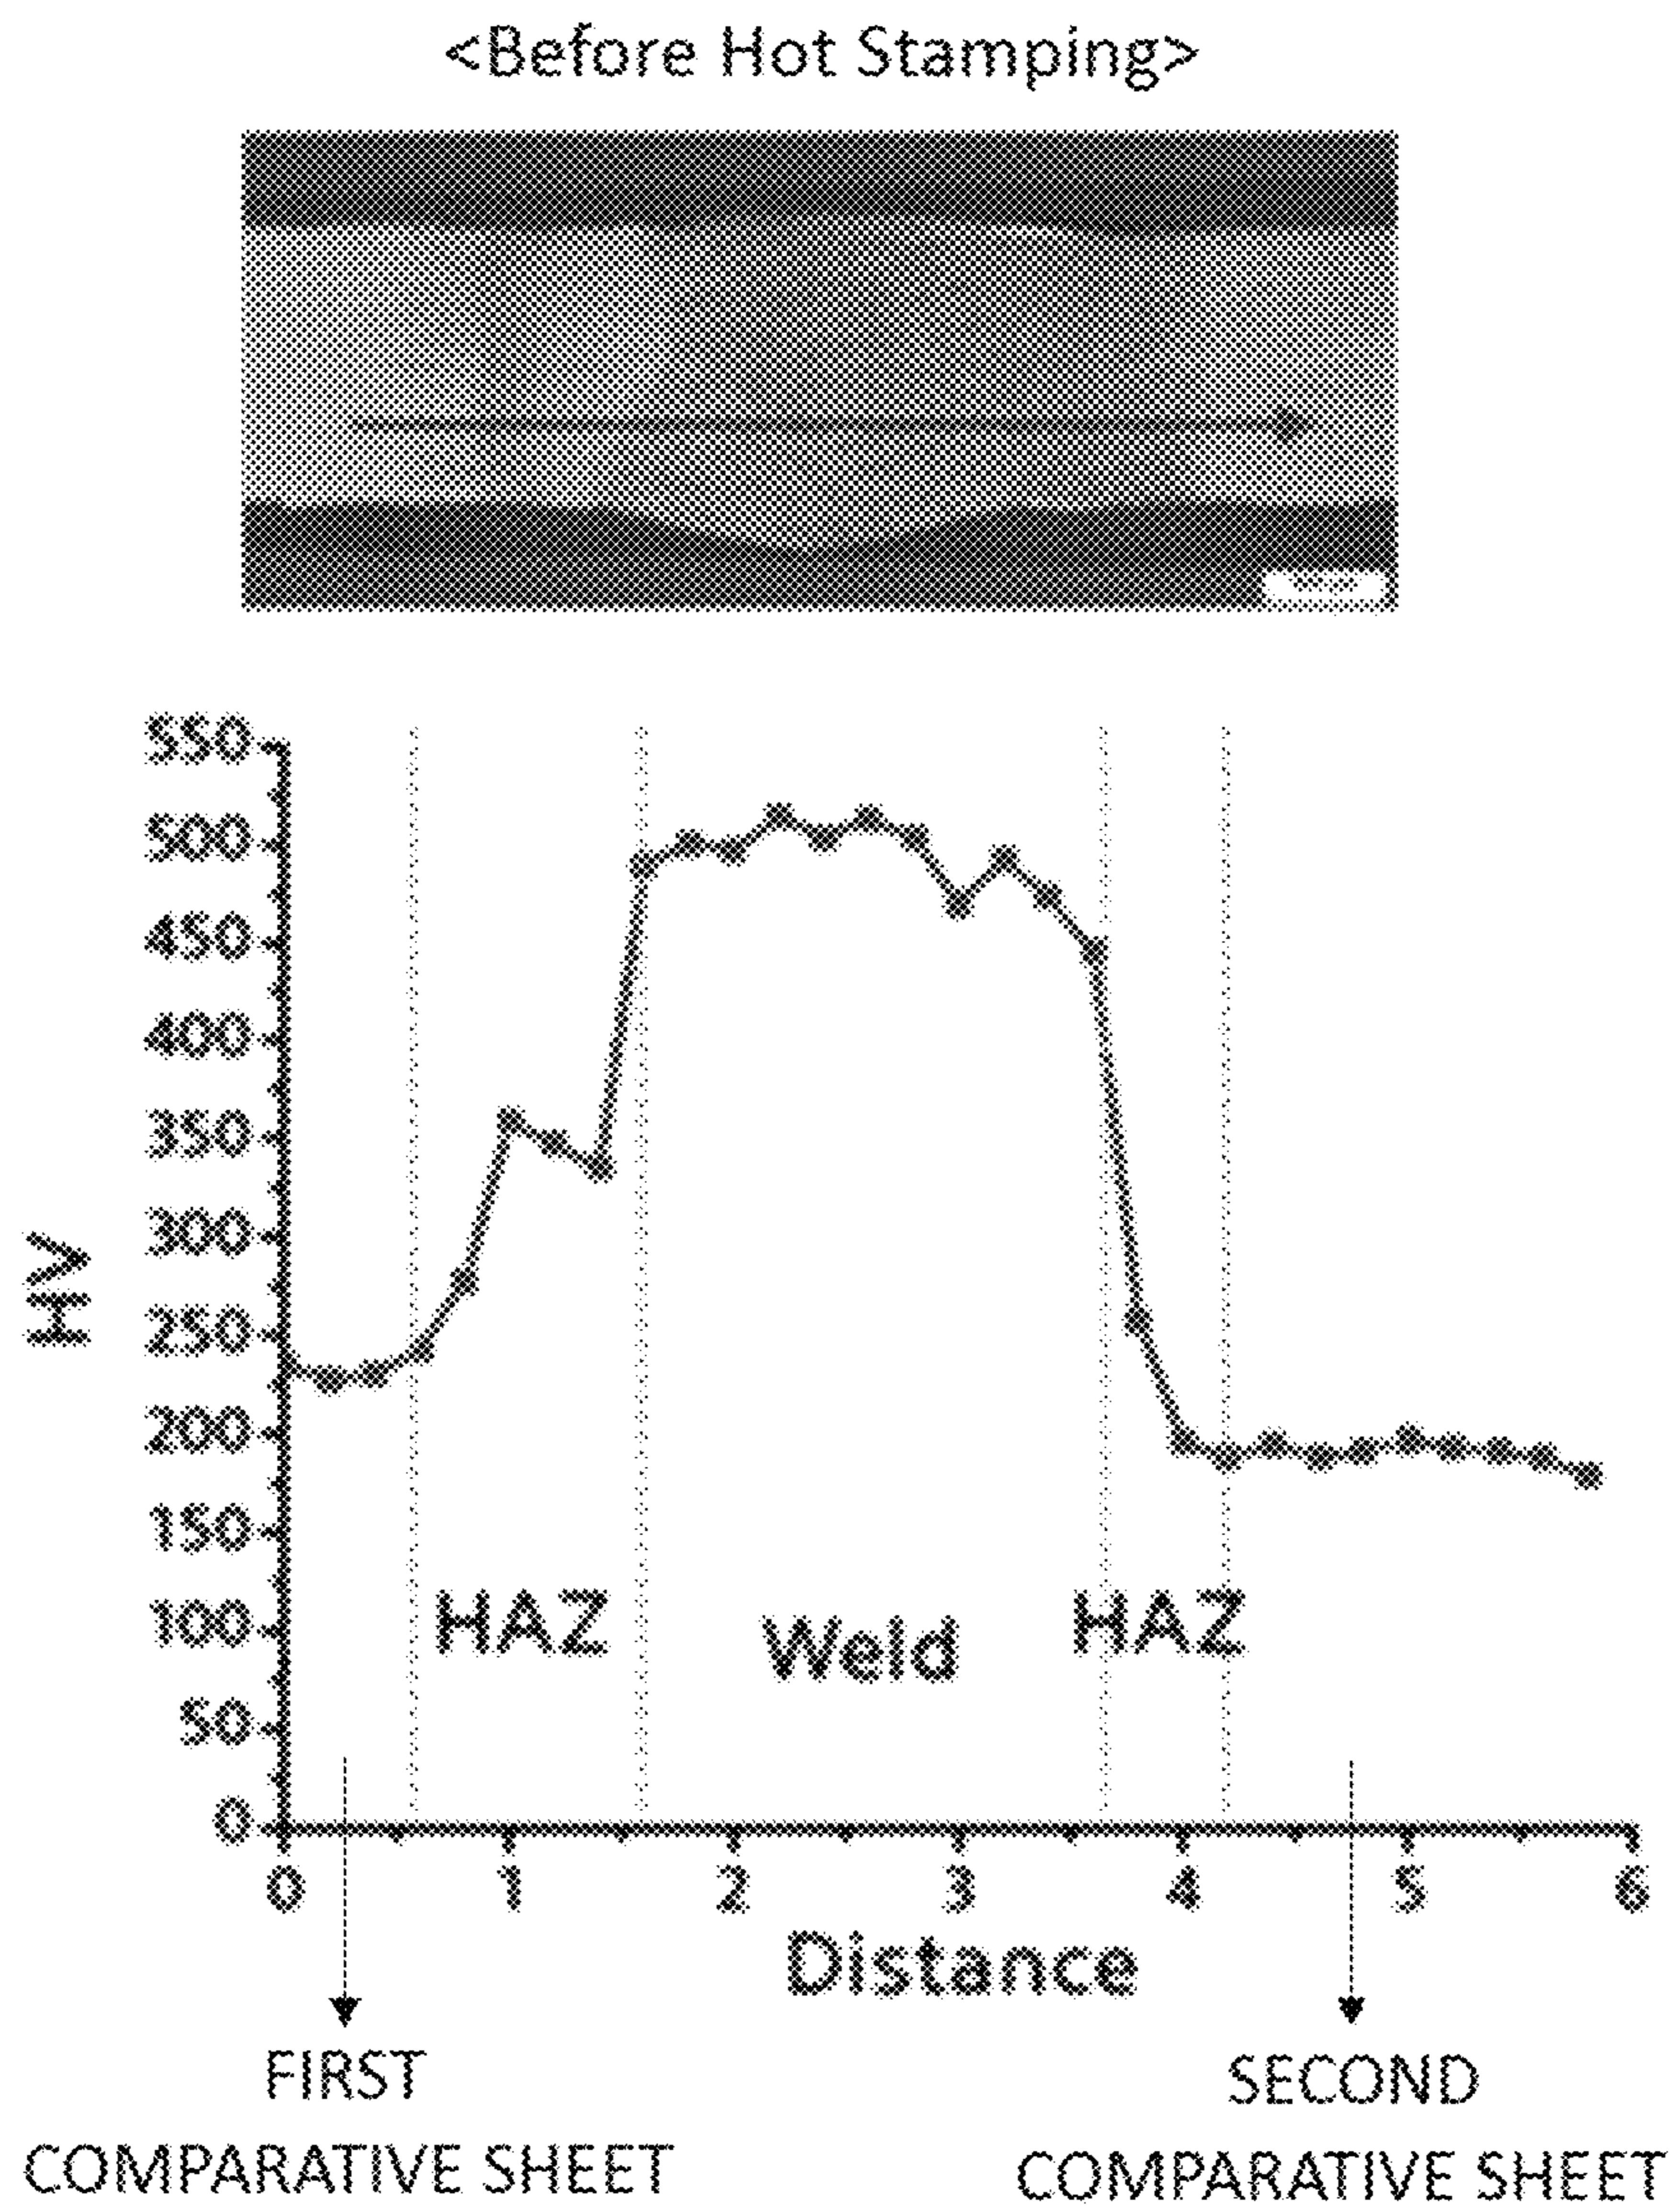 <Before Hot Stamping>
550
500
450
400
350
300
250
200
150
100
50
0
HV
HAZ
Weld
HAZ
0 1 2 3 4 5 6
Distance
FIRST
COMPARATIVE SHEET
SECOND
COMPARATIVE SHEET